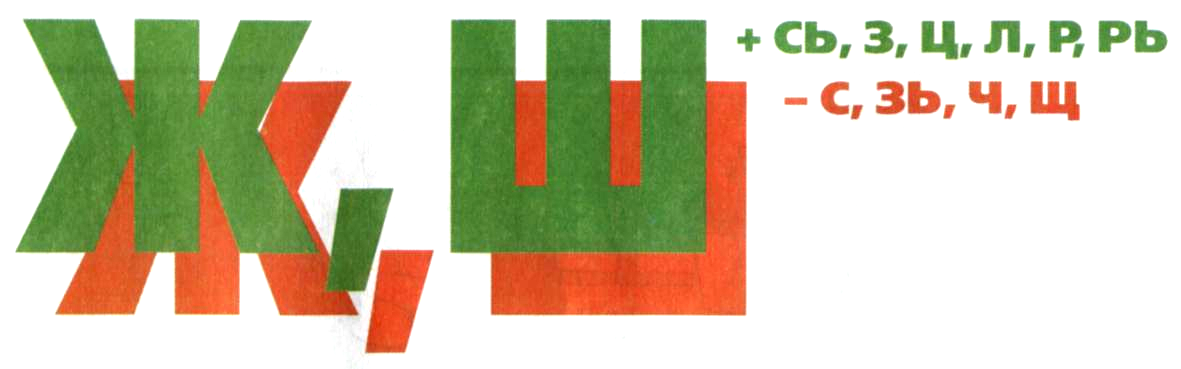 Ж, Ш + СЬ, З, Ц, Л, Р, РЬ
– С, ЗЬ, Ч, Щ